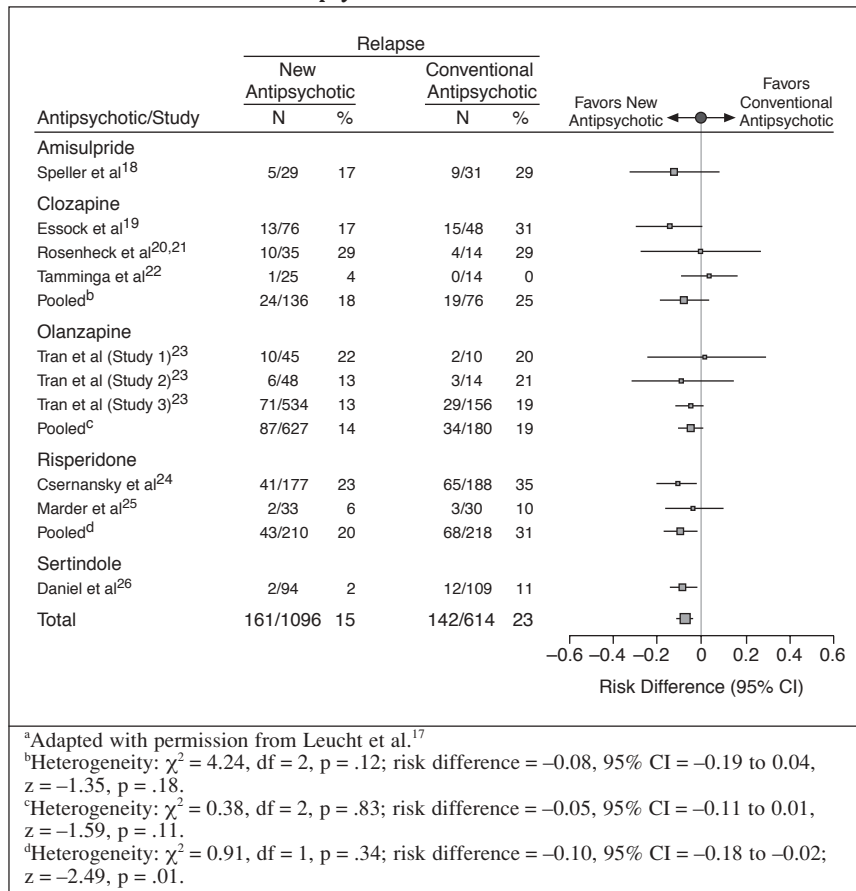 Relapse
New Conventional
Antipsychotic Antipsychotic
Favors New Favors Conventional
Antipsychotic Antipsychotic
Antipsychotic/Study N % N %
Amisulpride
Speller et al18 5/29 17 9/31 29
Clozapine
Essock et al19 13/76 17 15/48 31
Rosenheck et al20,21 10/35 29 4/14 29
Tamminga et al22 1/25 4 0/14 0
Pooledb 24/136 18 19/76 25
Olanzapine
Tran et al (Study 1)23 10/45 22 2/10 20
Tran et al (Study 2)23 6/48 13 3/14 21
Tran et al (Study 3)23 71/534 13 29/156 19
Pooledc 87/627 14 34/180 19
Risperidone
Csernansky et al24 41/177 23 65/188 35
Marder et al25 2/33 6 3/30 10
Pooledd 43/210 20 68/218 31
Sertindole
Daniel et al26 2/94 2 12/109 11
Total 161/1096 15 142/614 23
–0.6 –0.4 –0.2 0 0.2 0.4 0.6
Risk Difference (95% CI)
aAdapted with permission from Leucht et al.17
bHeterogeneity: χ2 = 4.24, df = 2, p = .12; risk difference = –0.08, 95% CI = –0.19 to 0.04,
z = –1.35, p = .18.
cHeterogeneity: χ2 = 0.38, df = 2, p = .83; risk difference = –0.05, 95% CI = –0.11 to 0.01,
z = –1.59, p = .11.
dHeterogeneity: χ2 = 0.91, df = 1, p = .34; risk difference = –0.10, 95% CI = –0.18 to –0.02;
z = –2.49, p = .01.